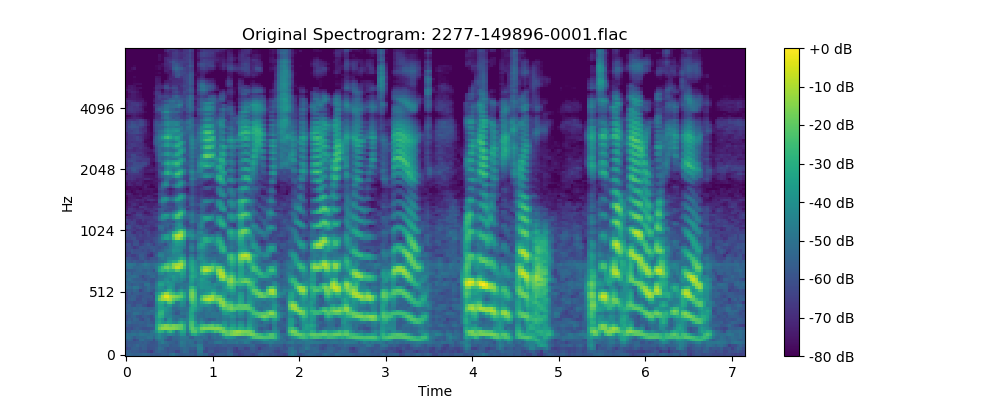 Original Spectrogram: 2277-149896-0001.flac
+0 dB
-10 dB
4096
-20 dB
-30 dB
2048
Hz
-40 dB
1024
-50 dB
-60 dB
512
-70 dB
0
-80 dB
0 1 2 3 4 5 6 7
Time